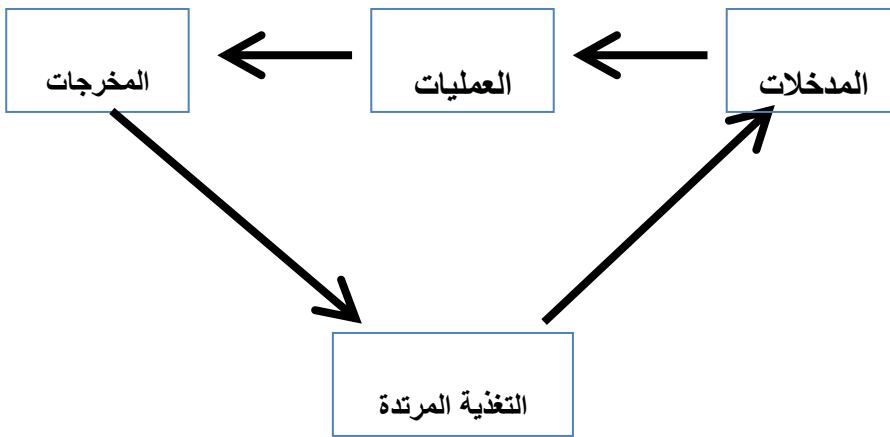 المدخلات
العمليات
المخرجات
التغذية المرتدة